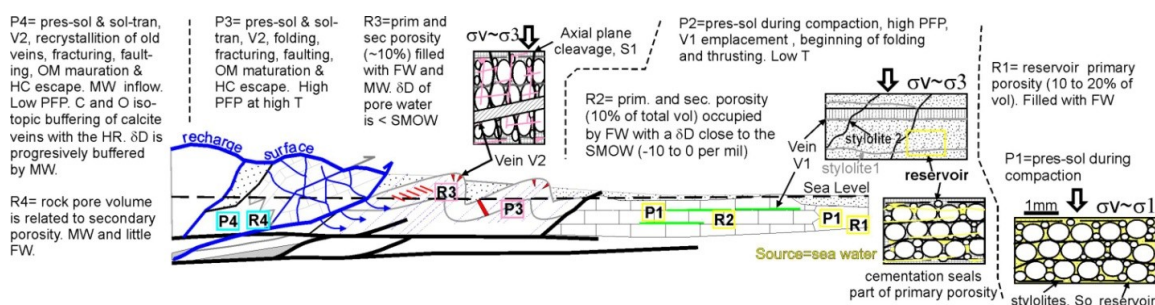 P4=pres-sol & sol-tran,
V2, recrystallition of old
veins, fracturing, fault-
ing, OM mauration &
HC escape. MW inflow.
Low PFP. C and O iso-
topic buffering of calcite
veins with the HR. δD is
progresively buffered
by MW.
R4= rock pore volume
is related to secondary
porosity. MW and little
FW.
P3= pres-sol & sol-
tran, V2, folding,
fracturing, faulting,
OM maturation &
HC escape. High
PFP at high T
R3=prim and
sec porosity
(~10%) filled
with FW and
MW. δD of
pore water
is < SMOW
σv~σ3
Axial plane
cleavage, S1
Vein V2
P2=pres-sol during compaction, high PFP,
V1 emplacement , beginning of folding
and thrusting. Low T
R2= prim. and sec. porosity
(10% of total vol) occupied
by FW with a δD close to the
SMOW (-10 to 0 per mil)
σv~σ3
stylolite 2
Vein
V1
stylolite1
reservoir
R1= reservoir primary
porosity (10 to 20% of
vol). Filled with FW
P1=pres-sol during
compaction
1mm
σv~σ1
stylolites, So reservoir
recharge surface
P4
R4
R3
P3
P1
R2
P1
R1
Sea Level
Source=sea water
cementation seals
part of primary porosity